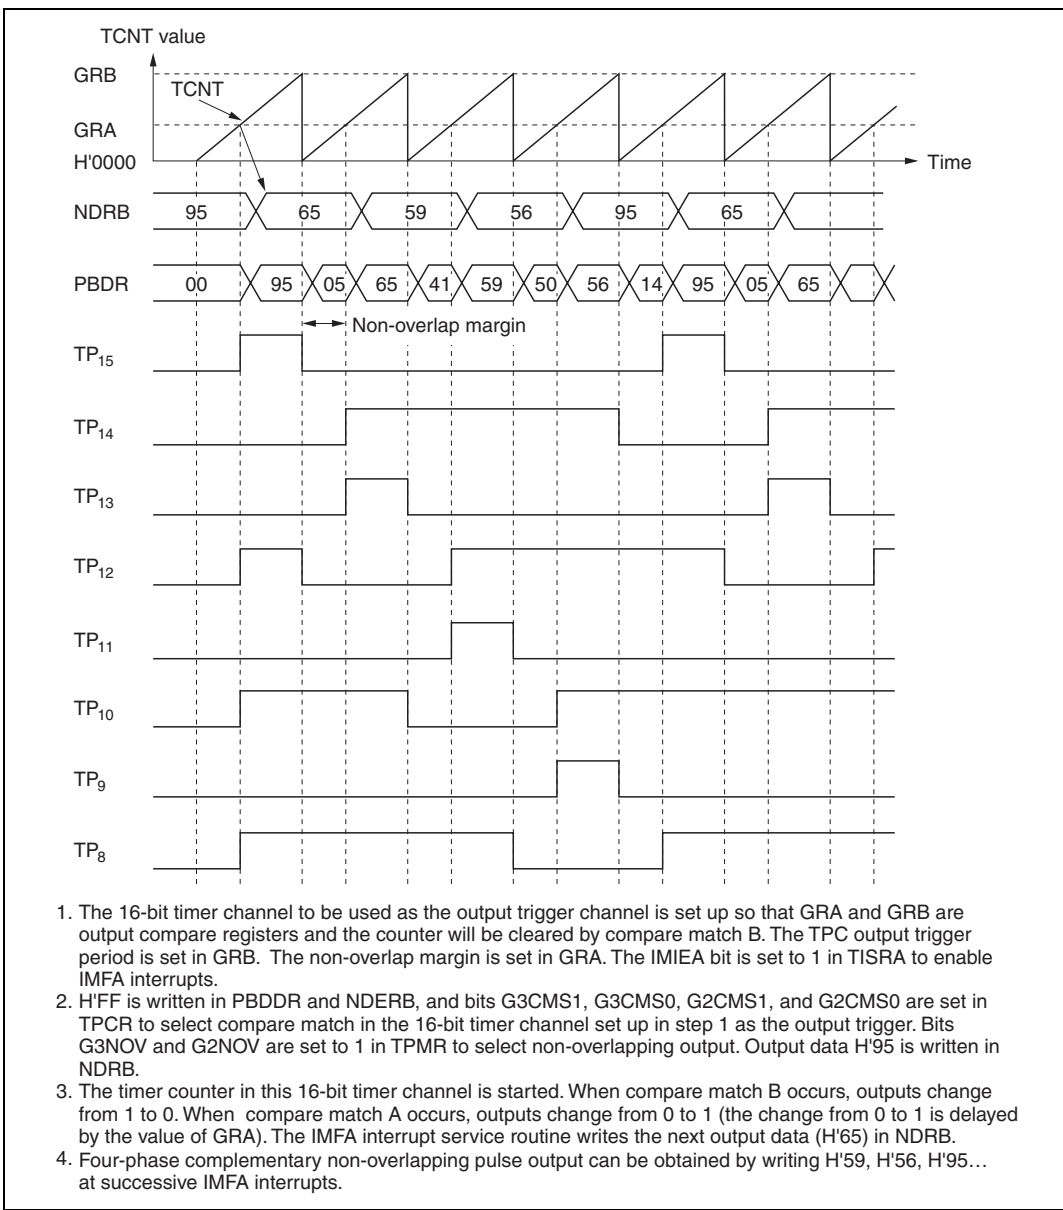 TCNT value
GRB
TCNT
GRA
H'0000
Time
NDRB 95 65 59 56 95 65
PBDR 00 95 05 65 41 59 50 56 14 95 05 65
Non-overlap margin
TP15
TP14
TP13
TP12
TP11
TP10
TP9
TP8
1. The 16-bit timer channel to be used as the output trigger channel is set up so that GRA and GRB are
output compare registers and the counter will be cleared by compare match B. The TPC output trigger
period is set in GRB. The non-overlap margin is set in GRA. The IMIEA bit is set to 1 in TISRA to enable
IMFA interrupts.
2. H'FF is written in PBDDR and NDERB, and bits G3CMS1, G3CMS0, G2CMS1, and G2CMS0 are set in
TPCR to select compare match in the 16-bit timer channel set up in step 1 as the output trigger. Bits
G3NOV and G2NOV are set to 1 in TPMR to select non-overlapping output. Output data H'95 is written in
NDRB.
3. The timer counter in this 16-bit timer channel is started. When compare match B occurs, outputs change
from 1 to 0. When compare match A occurs, outputs change from 0 to 1 (the change from 0 to 1 is delayed
by the value of GRA). The IMFA interrupt service routine writes the next output data (H'65) in NDRB.
4. Four-phase complementary non-overlapping pulse output can be obtained by writing H'59, H'56, H'95…
at successive IMFA interrupts.